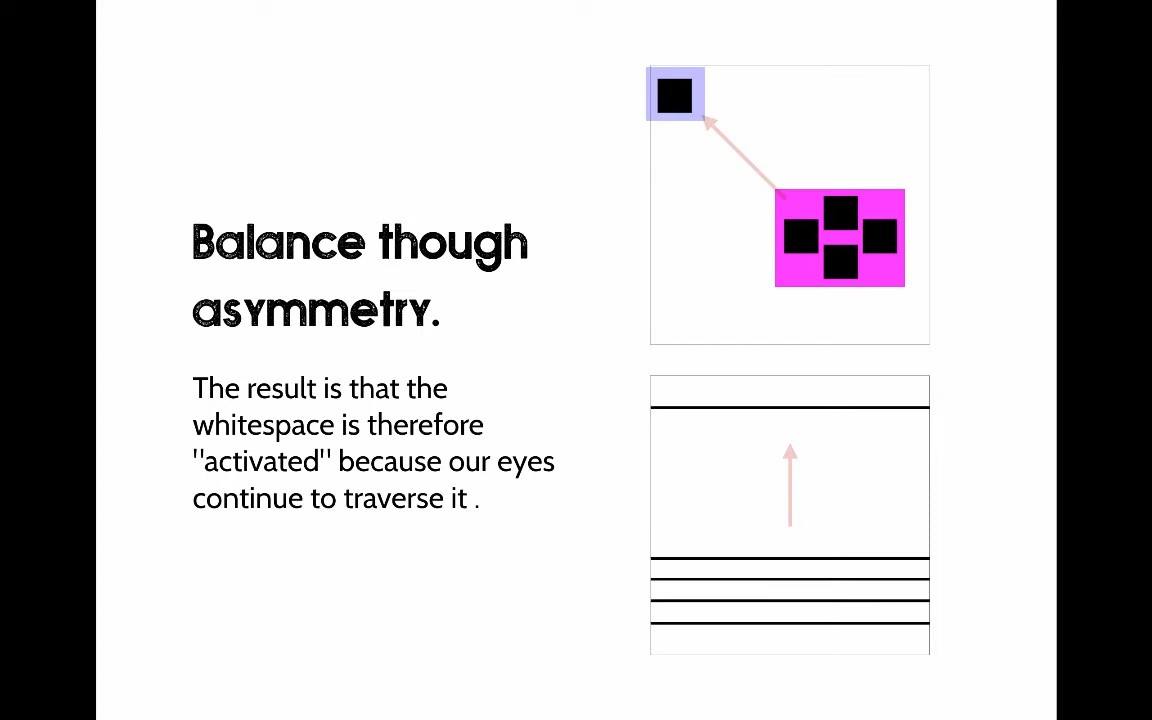 Balance though
asymmetry.
The result is that the
whitespace is therefore
"activated" because our eyes
continue to traverse it .